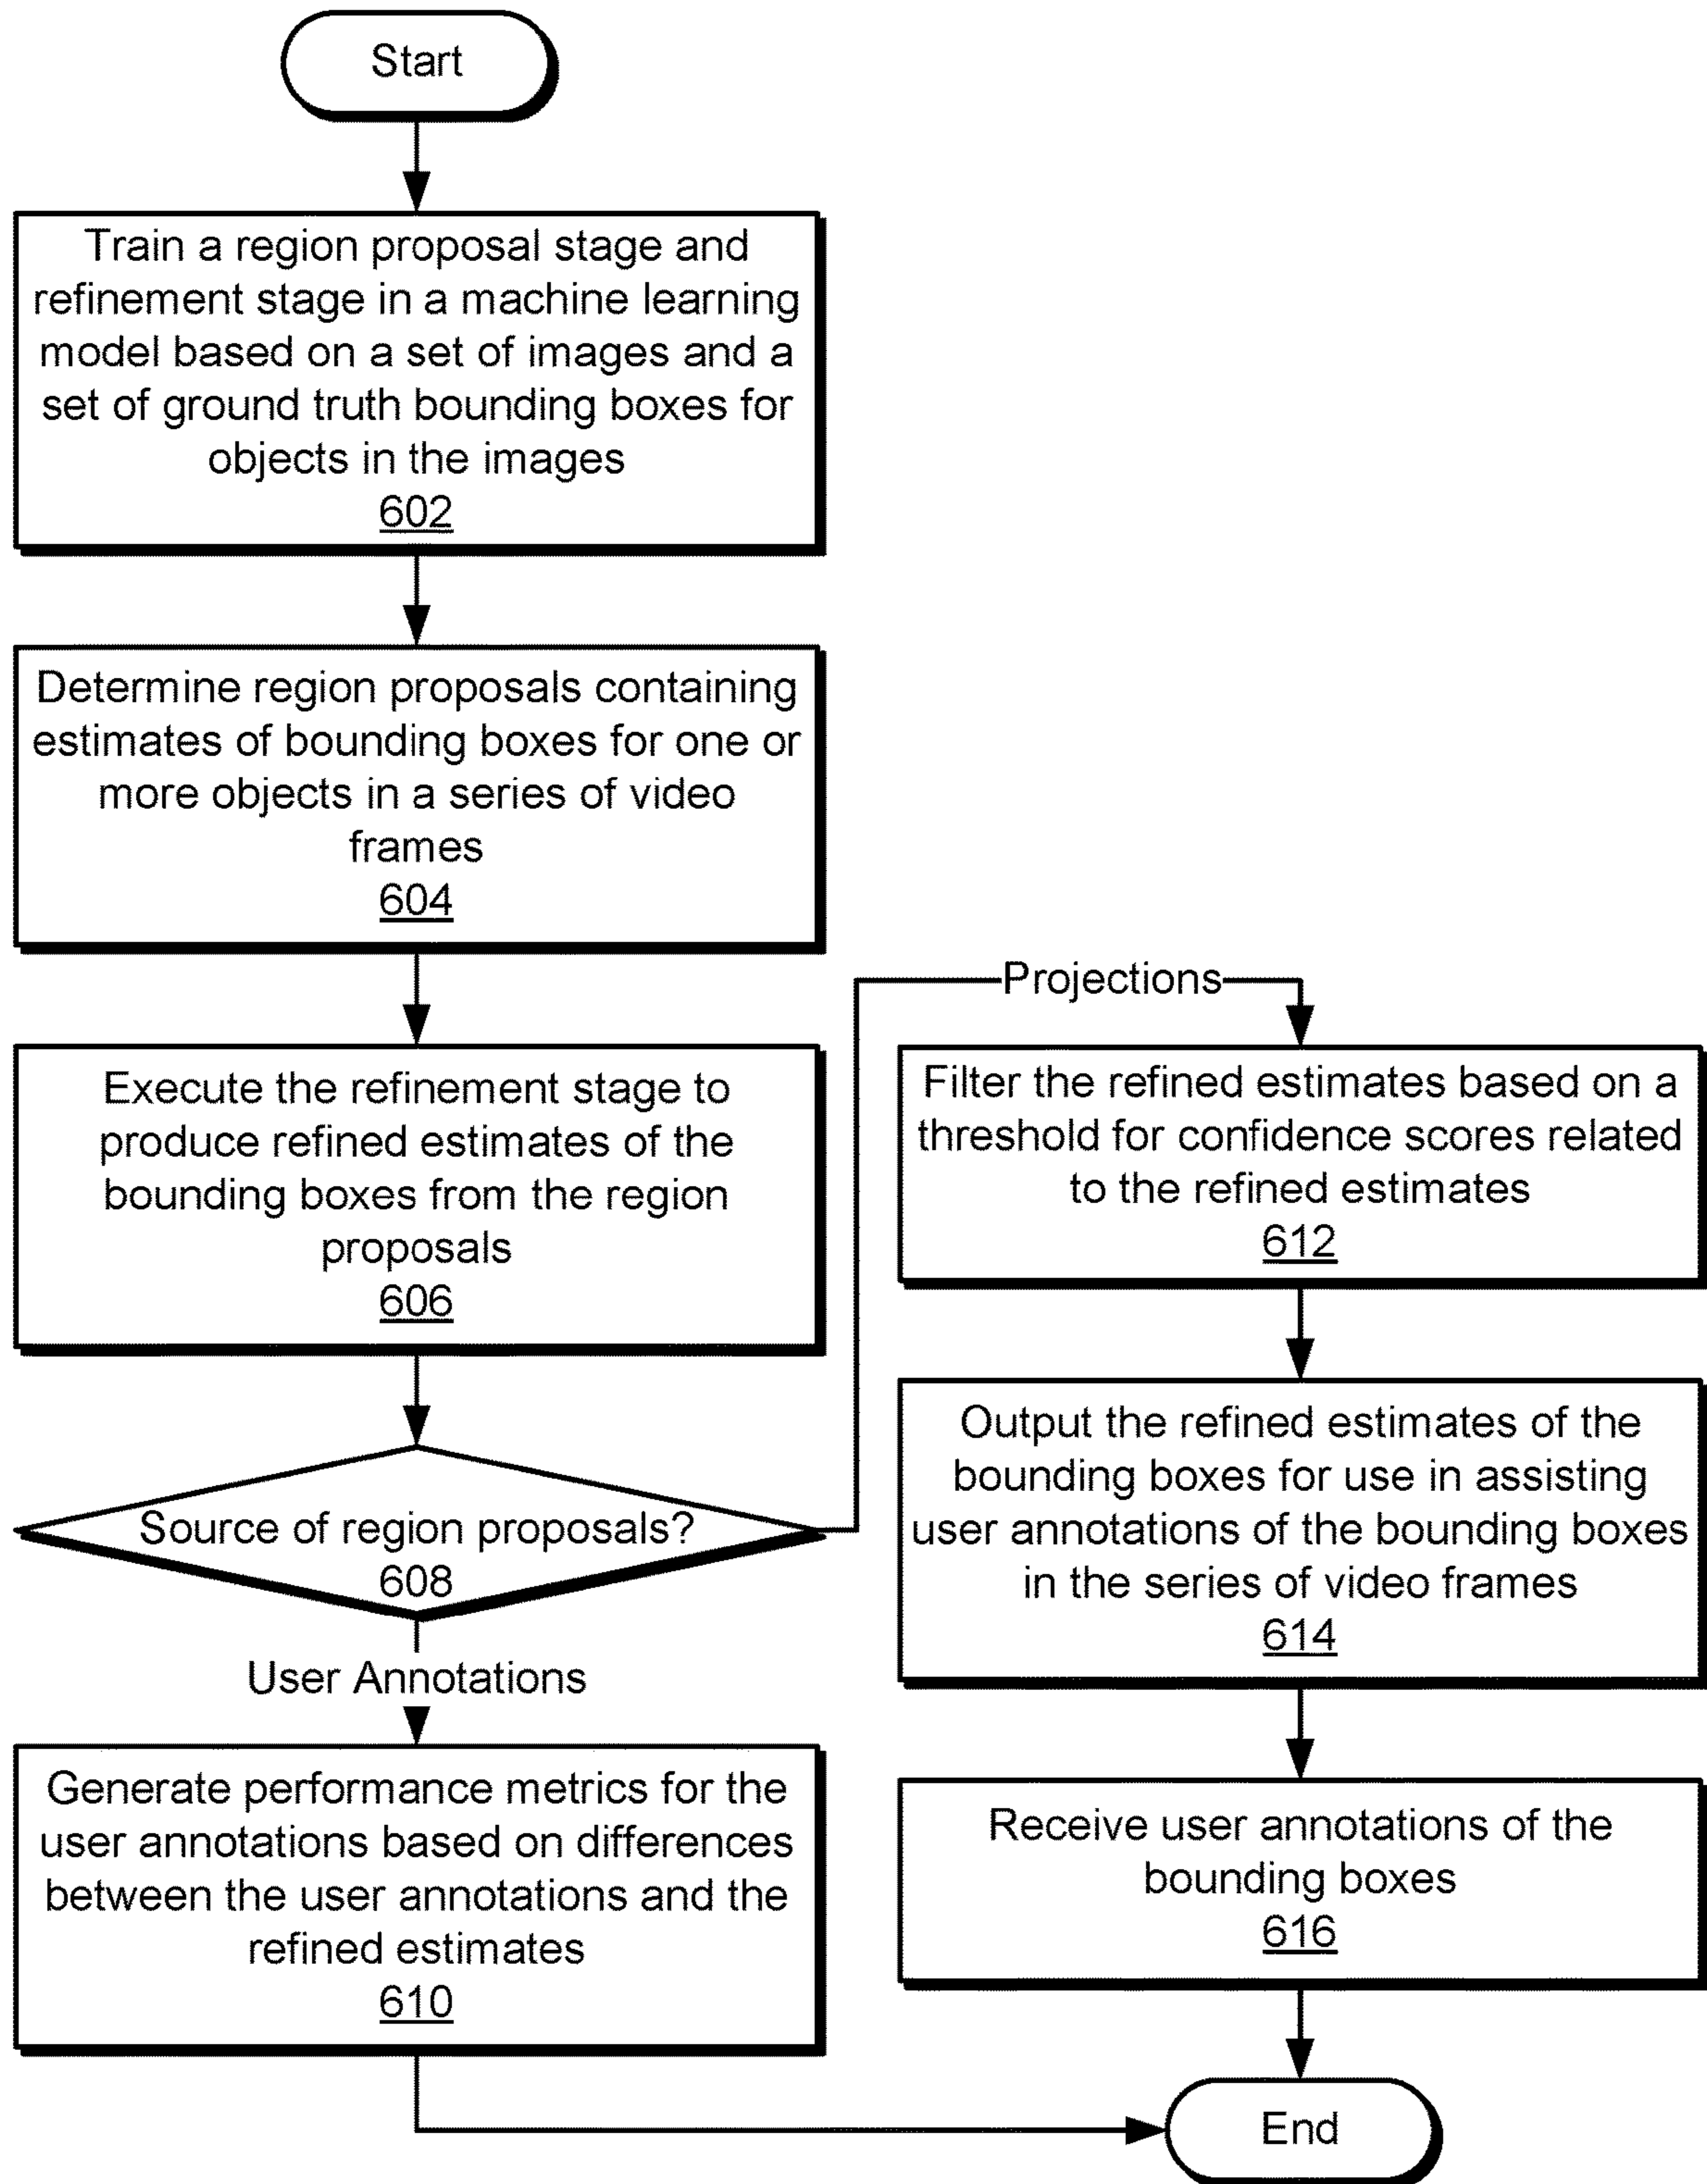 Start
Train a region proposal stage and
refinement stage in a machine learning
model based on a set of images and a
set of ground truth bounding boxes for
objects in the images
602
Determine region proposals containing
estimates of bounding boxes for one or
more objects in a series of video
frames
604
Execute the refinement stage to
produce refined estimates of the
bounding boxes from the region
proposals
606
Source of region proposals?
608
User Annotations
Generate performance metrics for the
user annotations based on differences
between the user annotations and the
refined estimates
610
Projections
Filter the refined estimates based on a
threshold for confidence scores related
to the refined estimates
612
Output the refined estimates of the
bounding boxes for use in assisting
user annotations of the bounding boxes
in the series of video frames
614
Receive user annotations of the
bounding boxes
616
End